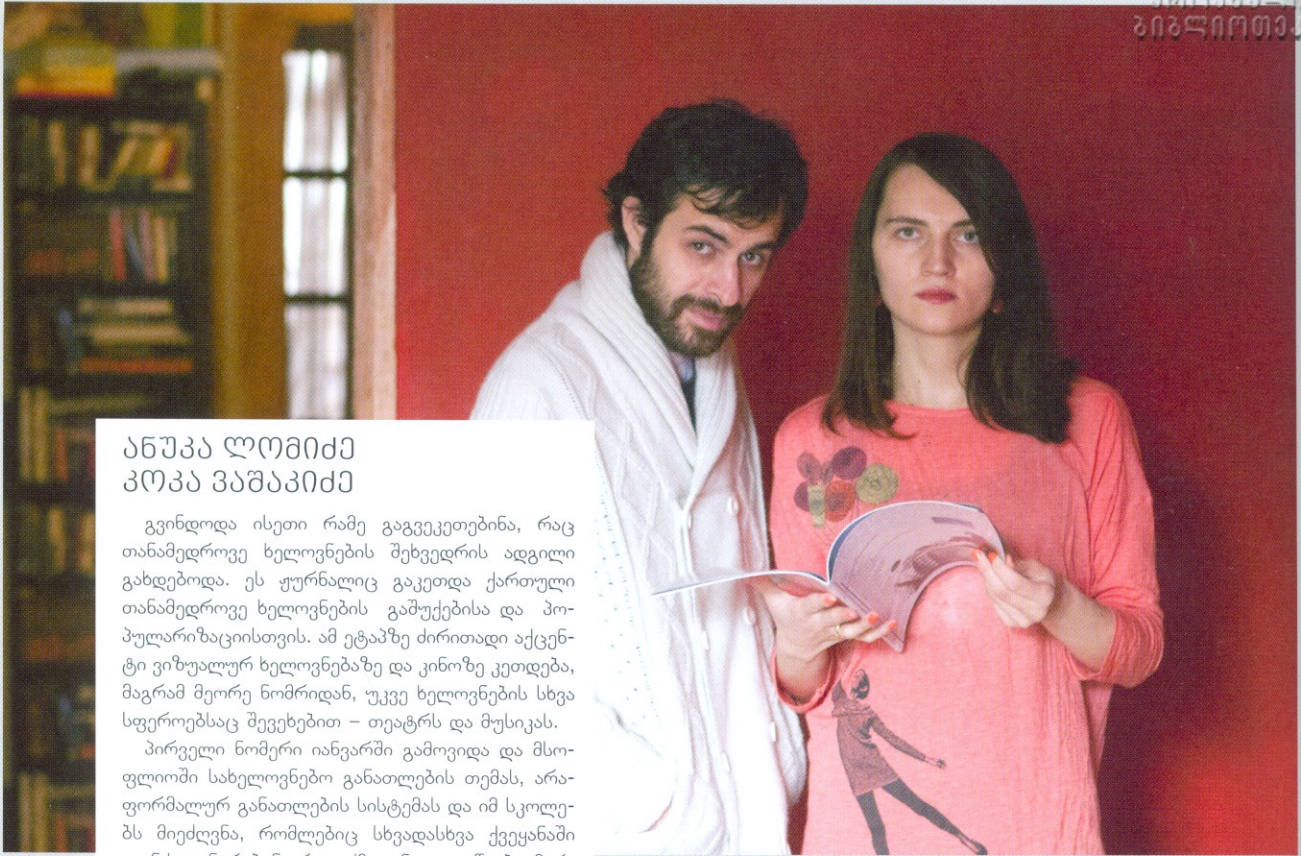 ბიბლიოთეკ
ანუკა ლომიძე
კოკა ვაშაკიძე
გვინდოდა ისეთი რამე გაგვეკეთებინა, რაც
თანამედროვე ხელოვნების შეხვედრის ადგილი
გახდებოდა. ეს ჟურნალიც გაკეთდა ქართული
თანამედროვე ხელოვნების გაშუქებისა და პო-
პულარიზაციისთვის. ამ ეტაპზე ძირითადი აქცენ-
ტი ვიზუალურ ხელოვნებაზე და კინოზე კეთდება,
მაგრამ მეორე ნომრიდან, უკვე ხელოვნების სხვა
სფეროებსაც შევეხებით – თეატრს და მუსიკას.
პირველი ნომერი იანვარში გამოვიდა და მსო-
ფლიოში სახელოვნებო განათლების თემას, არა-
ფორმალურ განათლების სისტემას და იმ სკოლე-
ბს მიეძღვნა, რომლებიც სხვადასხვა ქვეყანაში